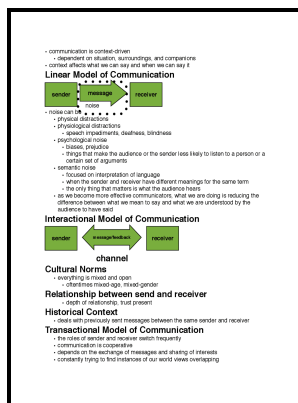 - communication is context-driven
- dependent on situation, surroundings, and companions
- context affects what we can say and when we can say it
Linear Model of Communication
sender message receiver
noise
- noise can be
- physical distractions
- physiological distractions
- speech impediments, deafness, blindness
- psychological noise
- biases, prejudice
- things that make the audience or the sender less likely to listen to a person or a
certain set of arguments
- semantic noise
- focused on interpretation of language
- when the sender and receiver have different meanings for the same term
- the only thing that matters is what the audience hears
- as we become more effective communicators, what we are doing is reducing the
difference between what we mean to say and what we are understood by the
audience to have said
Interactional Model of Communication
sender message/feedback receiver
channel
Cultural Norms
- everything is mixed and open
- oftentimes mixed-age, mixed-gender
Relationship between send and receiver
- depth of relationship, trust present
Historical Context
- deals with previously sent messages between the same sender and receiver
Transactional Model of Communication
- the roles of sender and receiver switch frequently
- communication is cooperative
- depends on the exchange of messages and sharing of interests
- constantly trying to find instances of our world views overlapping